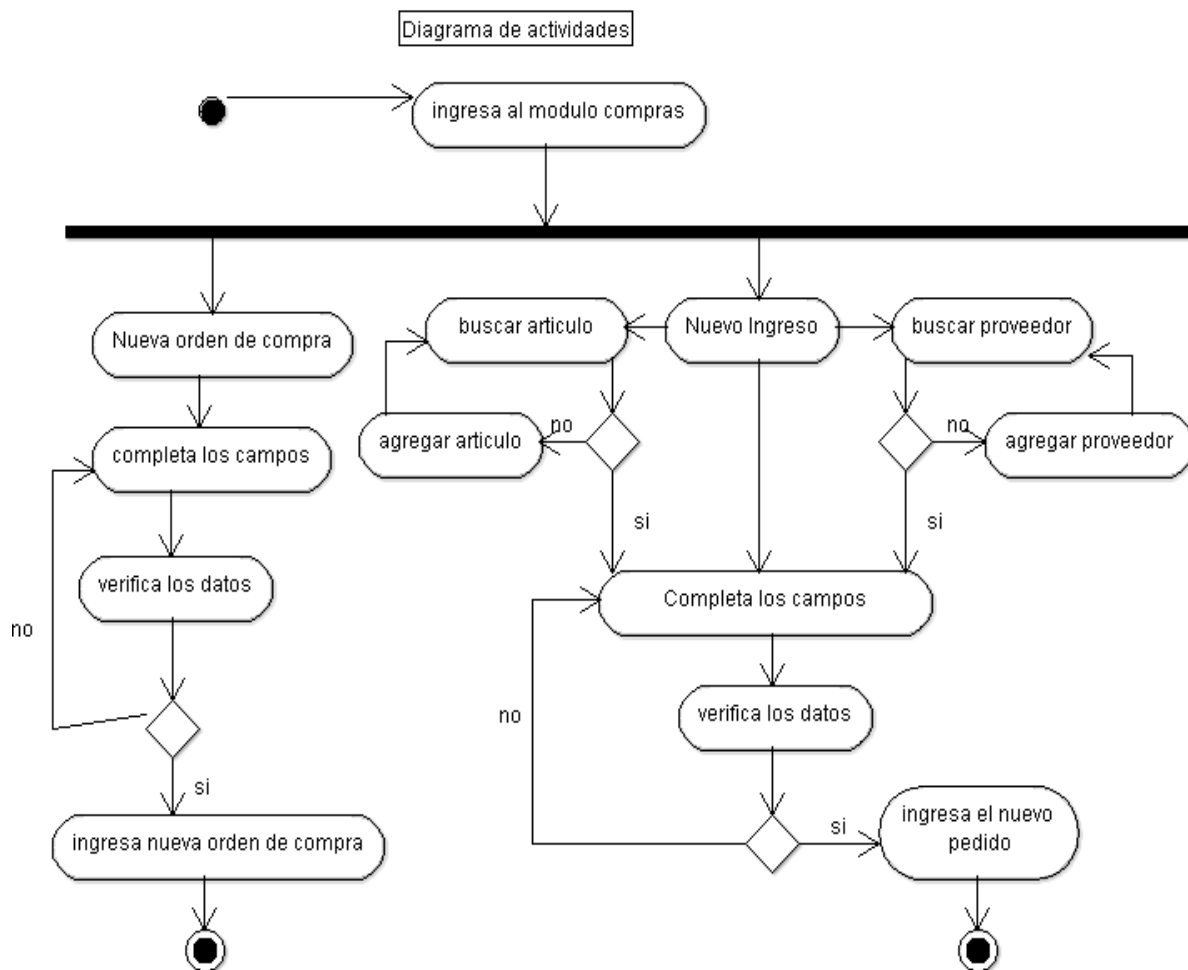 Diagrama de actividades
ingresa al modulo compras
buscar articulo
Nuevo Ingreso
buscar proveedor
Nueva orden de compra
agregar articulo
no
no
agregar proveedor
completa los campos
si
si
verifica los datos
Completa los campos
no
verifica los datos
no
si
ingresa nueva orden de compra
si
ingresa el nuevo
pedido